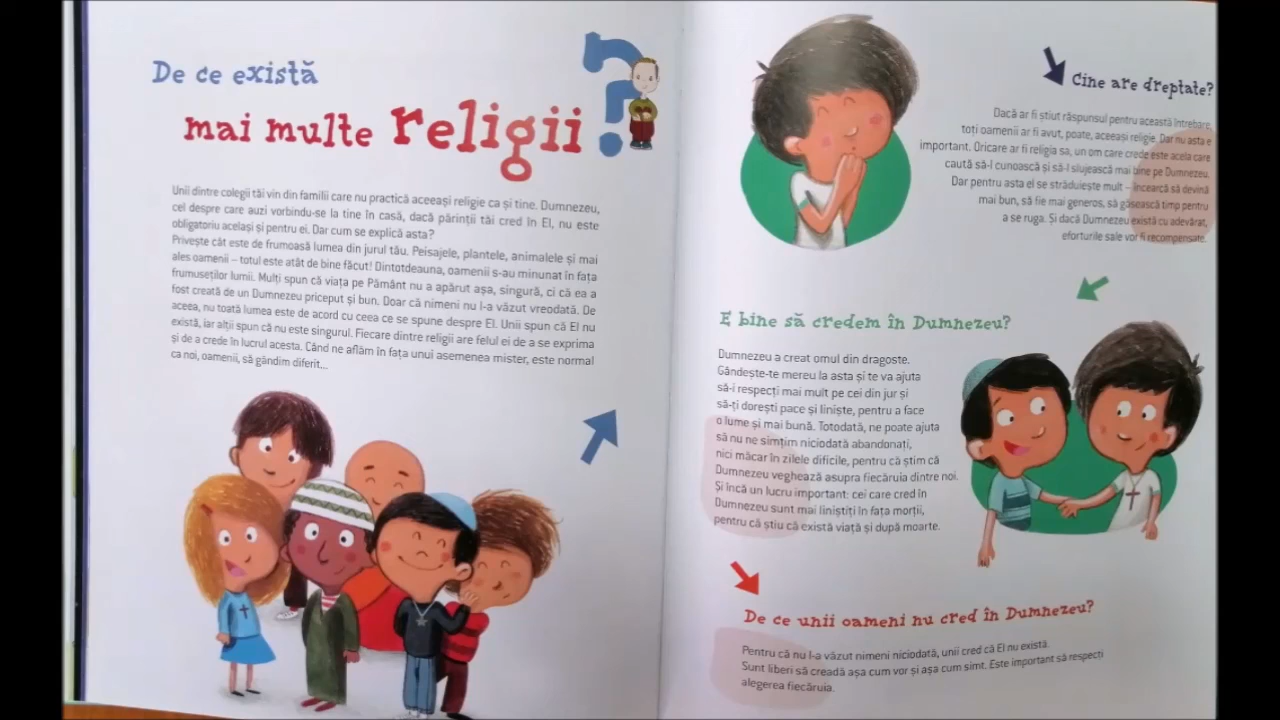 De ce există
mai multe religii
?
Unii dintre colegii tăi vin din familii care nu practică aceeași religie ca și tine. Dumnezeu,
cel despre care auzi vorbindu-se la tine în casă, dacă părinții tăi cred în El, nu este
obligatoriu același și pentru ei. Dar cum se explică asta?
Privește cât de frumoasă lumea din jurul tău. Peisajele, plantele, animalele și mai
ales oamenii – totul este atât de bine făcut! Dintotdeauna, oamenii s-au minunat în fața
frumuseților lumii. Mulți spun că viața pe Pământ nu a apărut așa, singură, ci că ea a
fost creată de un Dumnezeu priceput și bun. Doar că nimeni nu l-a văzut vreodată. De
aceea, nu toată lumea este de acord cu ceea ce se spune despre El. Unii spun că El nu
există, iar alții spun că nu este singurul. Fiecare dintre religii are felul ei de a se exprima
și de a crede în lucrul acesta. Când ne aflăm în fața unui asemenea mister, este normal
ca noi, oamenii, să gândim diferit...
Cine are dreptate?
Dacă ar fi știut răspunsul pentru această întrebare,
toți oamenii ar fi avut, poate, aceeași religie. Dar nu asta e
important. Oricare ar fi religia sa, un om care crede este acela care
caută să-l cunoască și să-l slujească mai bine pe Dumnezeu.
Dar pentru asta el se străduiește mult – încearcă să devină
mai bun, să fie mai generos, să găsească timp pentru
a se ruga. Și dacă Dumnezeu există cu adevărat,
eforturile sale vor fi recompensate.
E bine să credem în Dumnezeu?
Dumnezeu a creat omul din dragoste.
Gândește-te mereu la asta și te va ajuta
să-i respecți mai mult pe cei din jur și
să-ți dorești pace și liniște, pentru a face
o lume și mai bună. Totodată, ne poate ajuta
să nu ne simțim niciodată abandonați,
nici măcar în zilele dificile, pentru că știm că
Dumnezeu veghează asupra fiecăruia dintre noi.
Și încă un lucru important: cei care cred în
Dumnezeu sunt mai liniștiți în fața morții,
pentru că știu că există viață și după moarte.
De ce unii oameni nu cred în Dumnezeu?
Pentru că nu l-a văzut nimeni niciodată, unii cred că El nu există.
Sunt liberi să creadă așa cum vor și așa cum simt. Este important să respecți
alegerea fiecăruia.